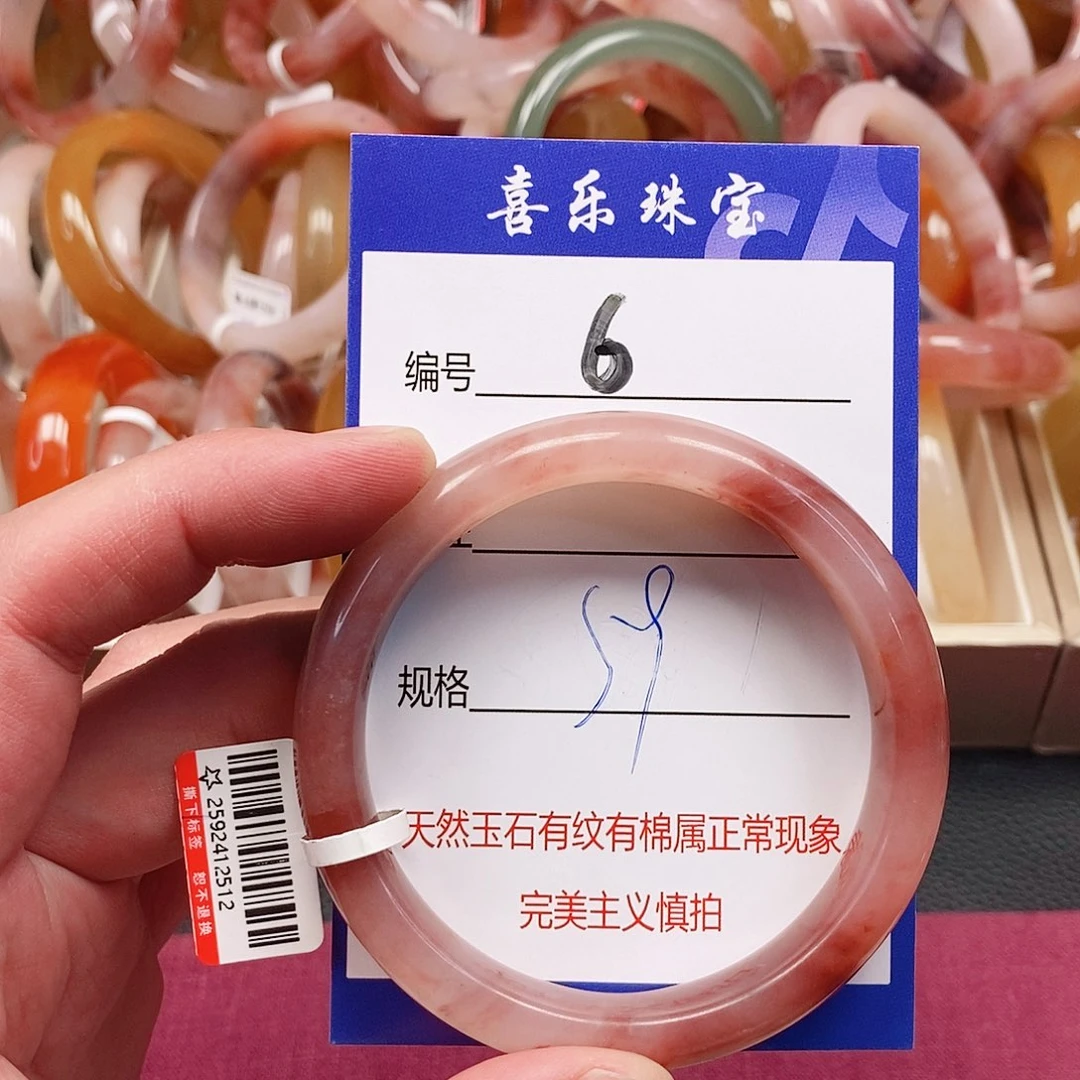 喜乐珠宝
编号 6
规格 59
天然玉石有纹有棉属正常现象
完美主义慎拍
2592412512
撕下标签 恕不退换